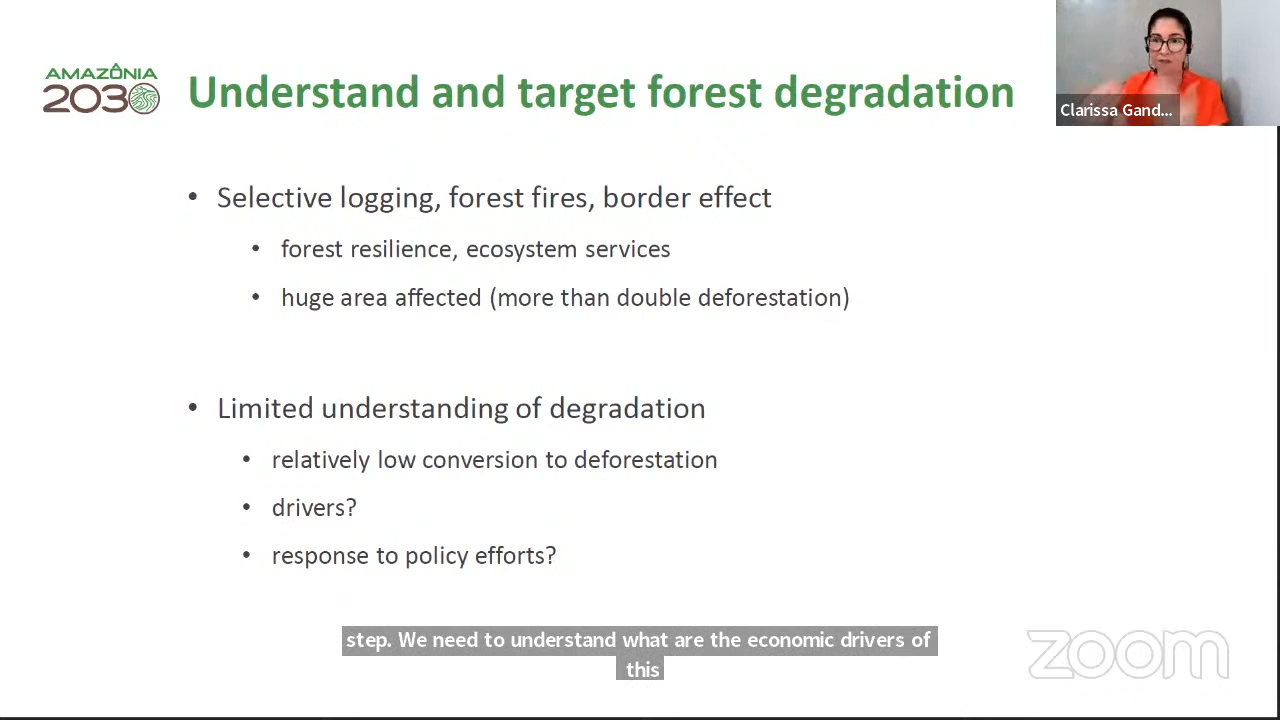 AMAZÔNIA
2030
Understand and target forest degradation
Clarissa Gand...
• Selective logging, forest fires, border effect
• forest resilience, ecosystem services
• huge area affected (more than double deforestation)
• Limited understanding of degradation
• relatively low conversion to deforestation
• drivers?
• response to policy efforts?
step. We need to understand what are the economic drivers of
this
zoom